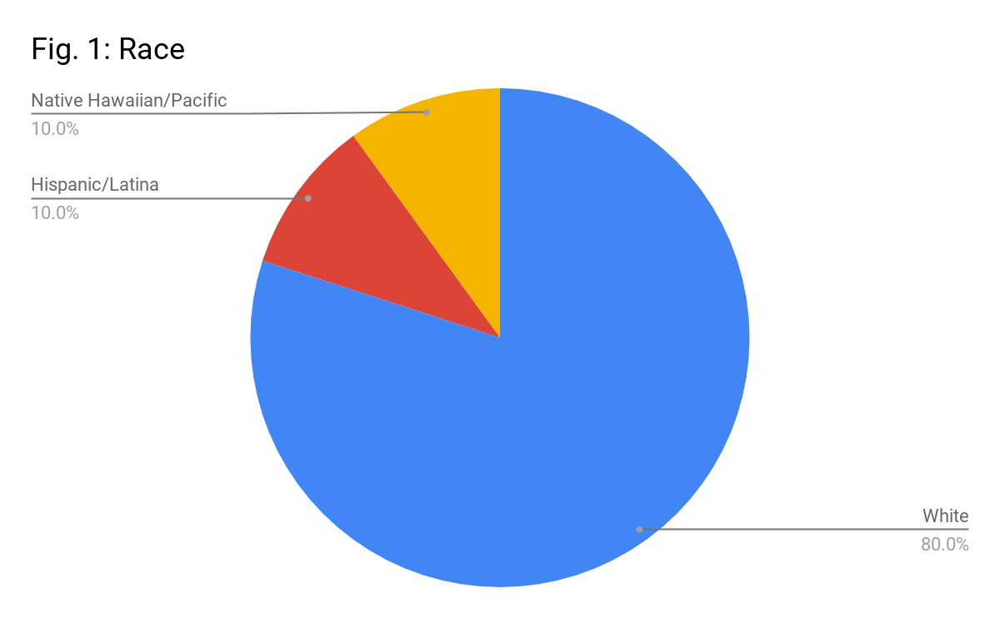 Fig. 1: Race
Native Hawaiian/Pacific
10.0%
Hispanic/Latina
10.0%
White
80.0%